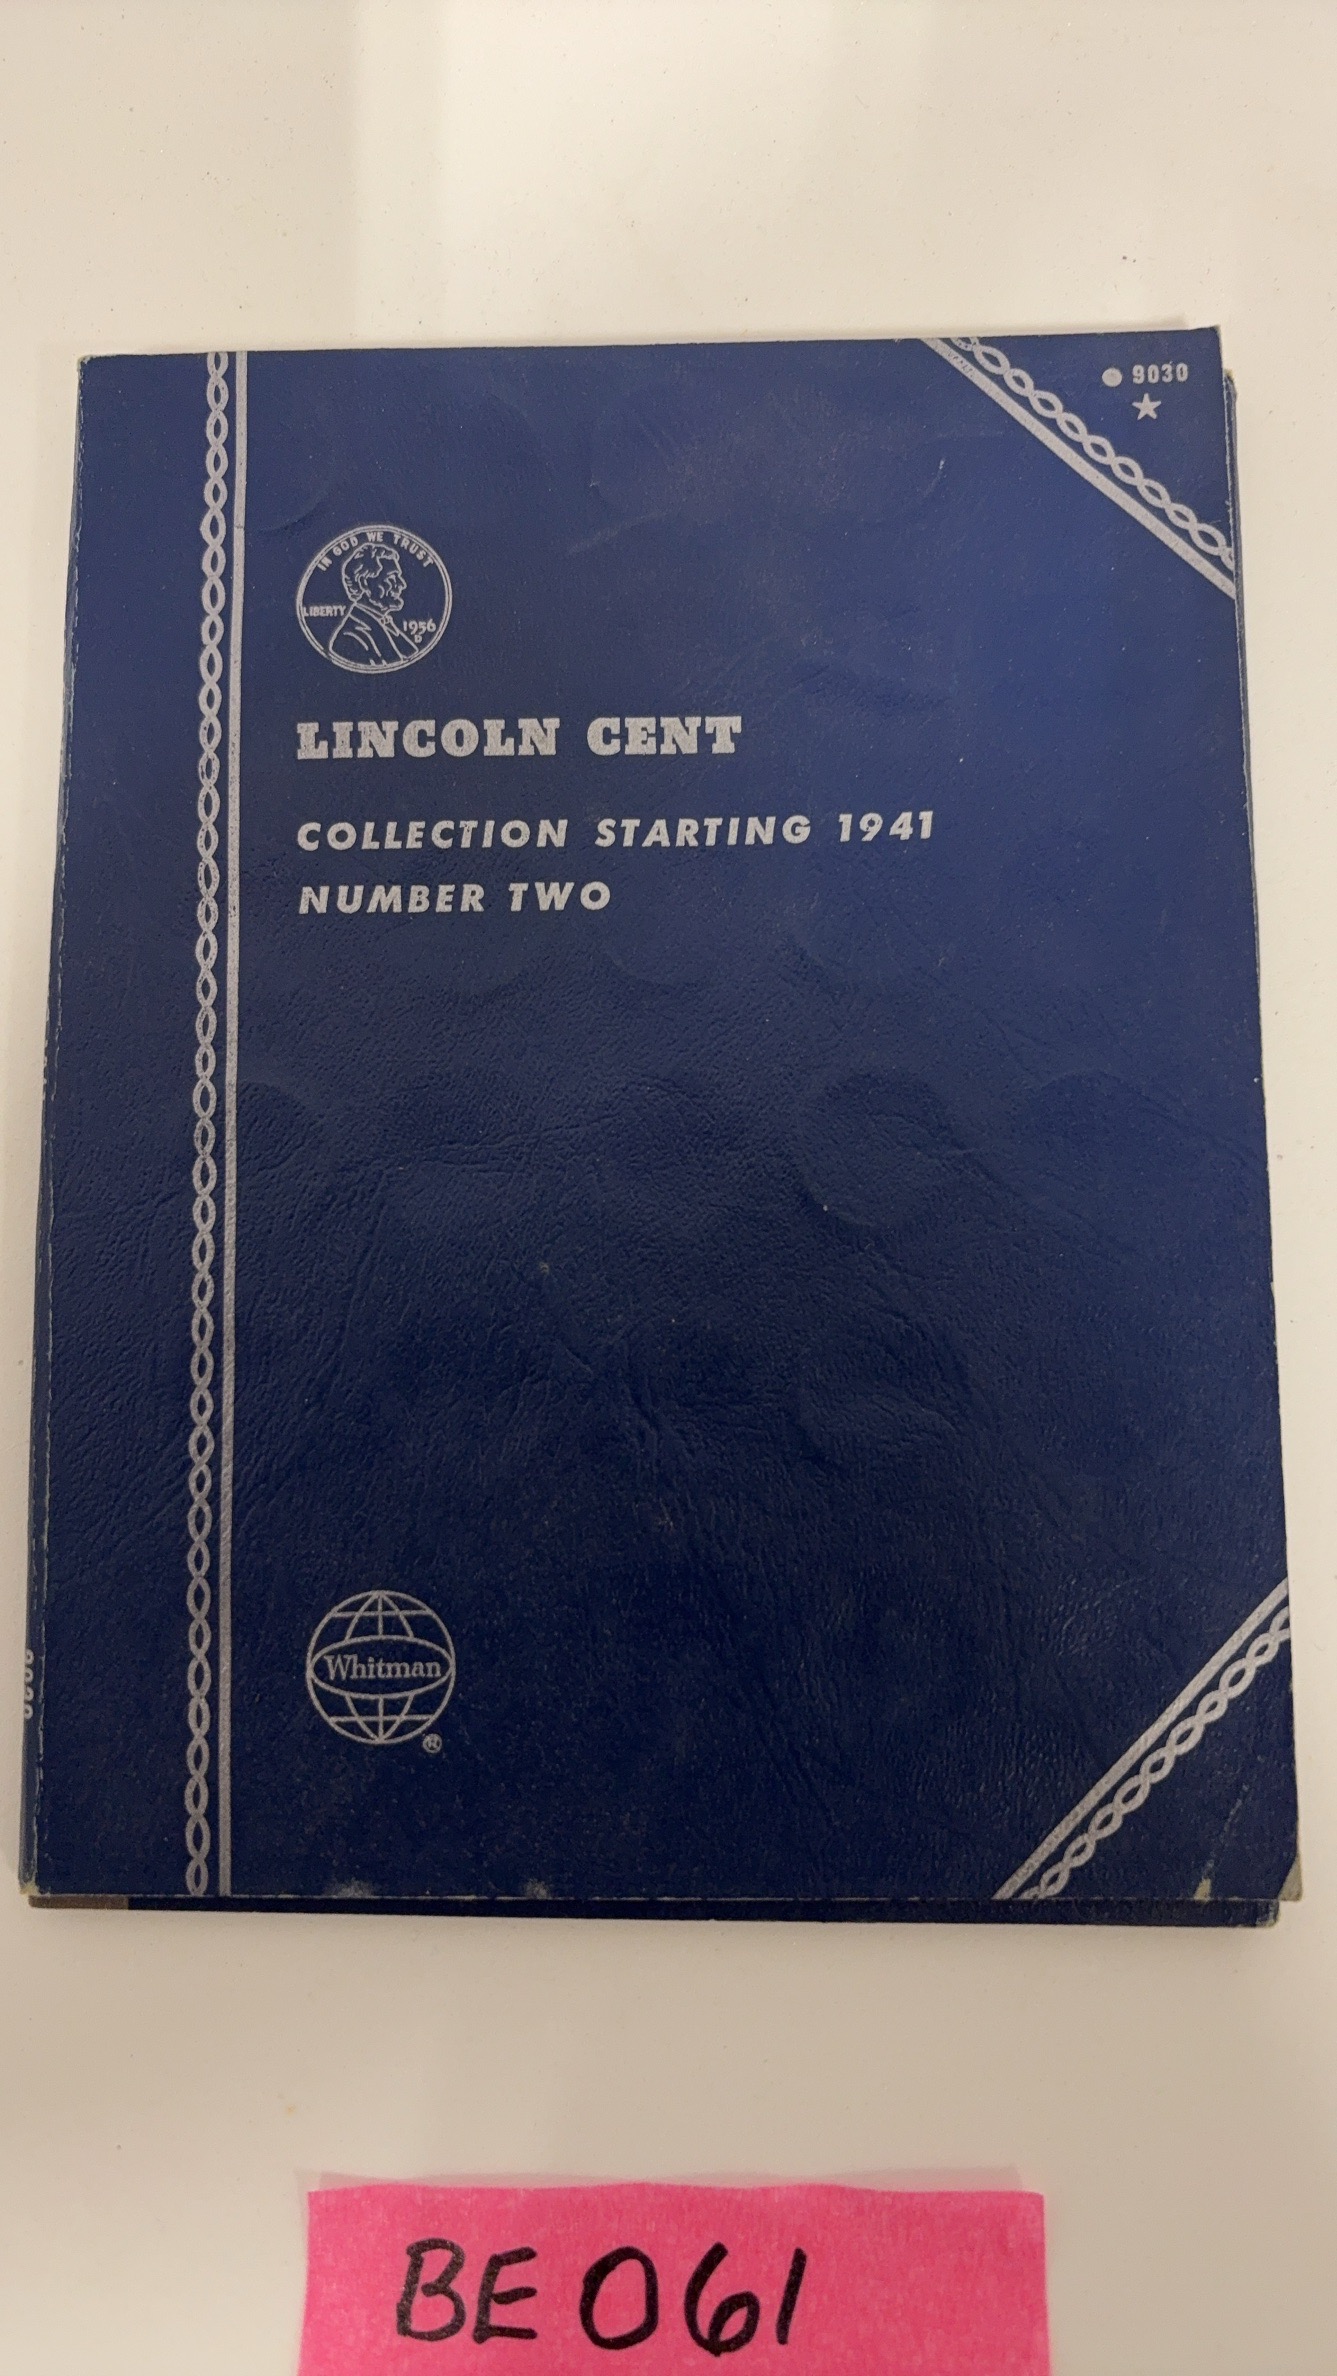 ● 9030
★
IN GOD WE TRUST
LIBERTY
1956
D
LINCOLN CENT
COLLECTION STARTING 1941
NUMBER TWO
Whitman
®
BE061